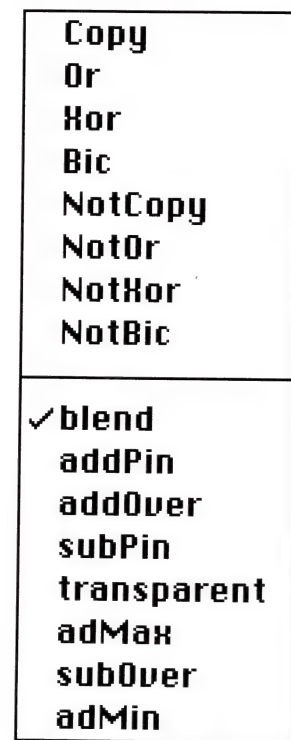 Copy
Or
Xor
Bic
NotCopy
NotOr
NotXor
NotBic
✓blend
addPin
addOver
subPin
transparent
adMax
subOver
adMin